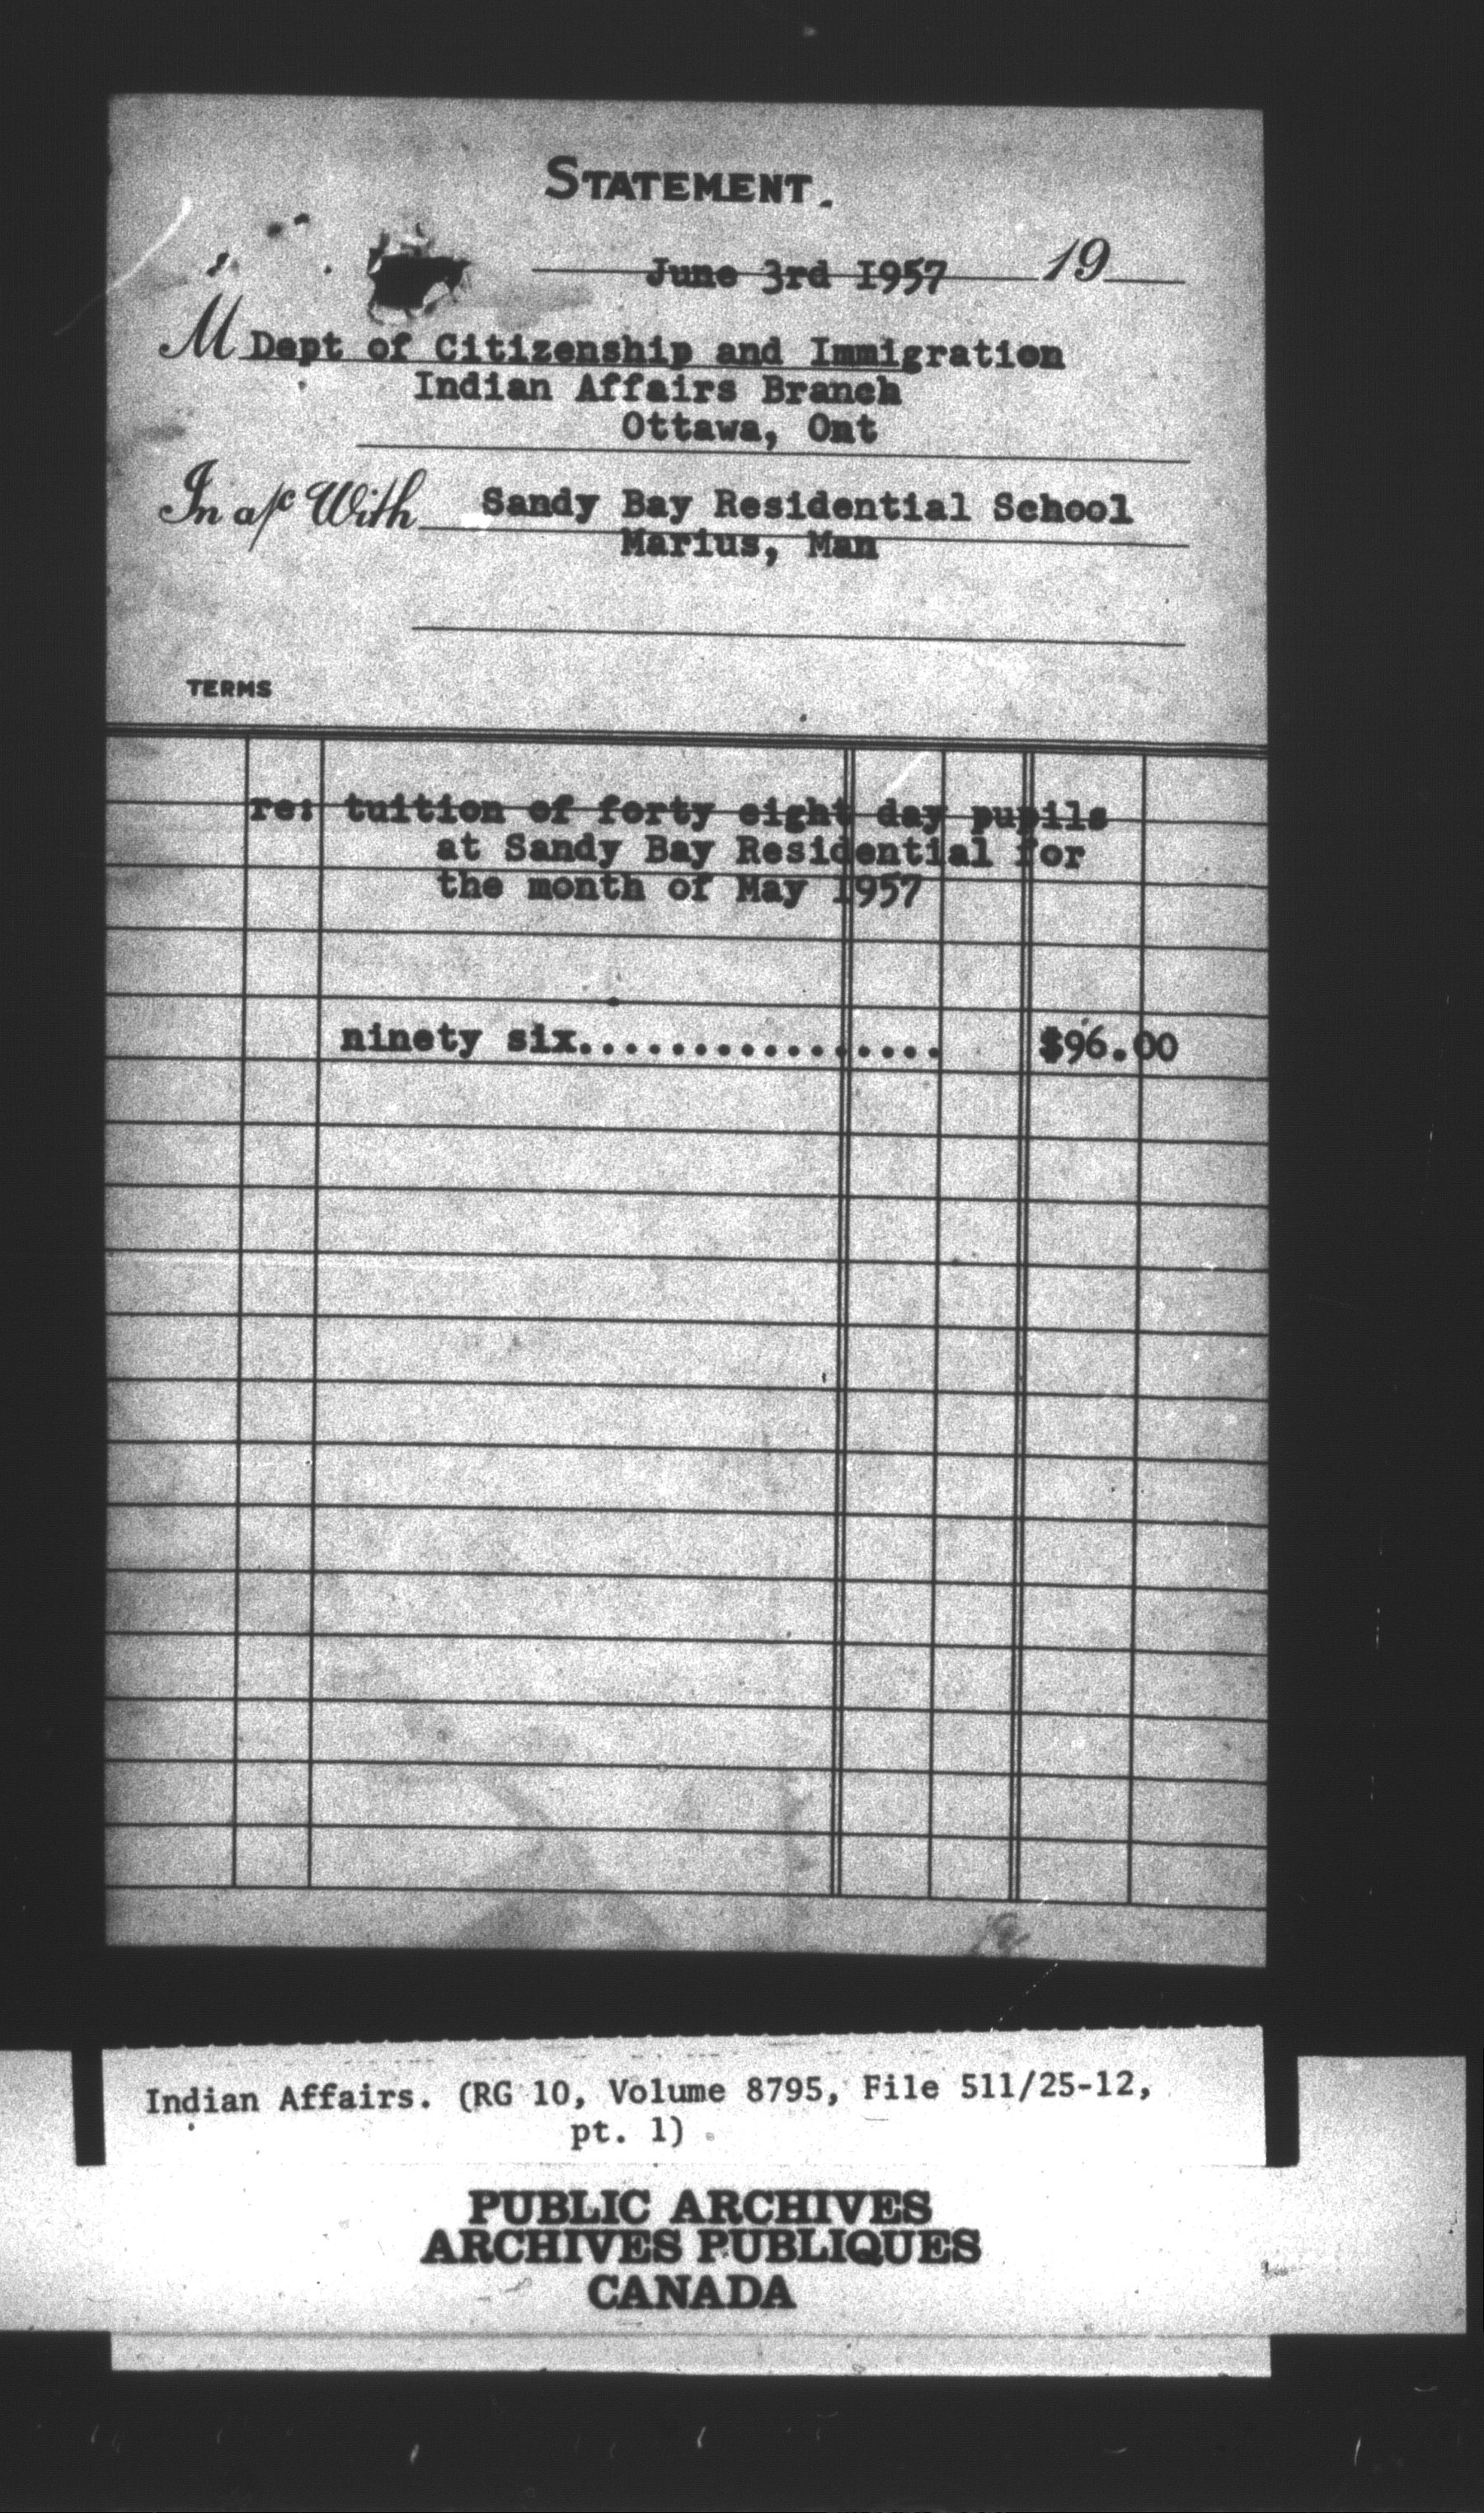 STATEMENT.
June 3rd 1957 19
M Dept of Citizenship and Immigration
Indian Affairs Branch
Ottawa, Ont
In a/c With Sandy Bay Residential School
Marius, Man
TERMS
re: tuition of forty eight day pupils
at Sandy Bay Residential for
the month of May 1957
ninety six................ $96.00
Indian Affairs. (RG 10, Volume 8795, File 511/25-12,
pt. 1)
PUBLIC ARCHIVES
ARCHIVES PUBLIQUES
CANADA